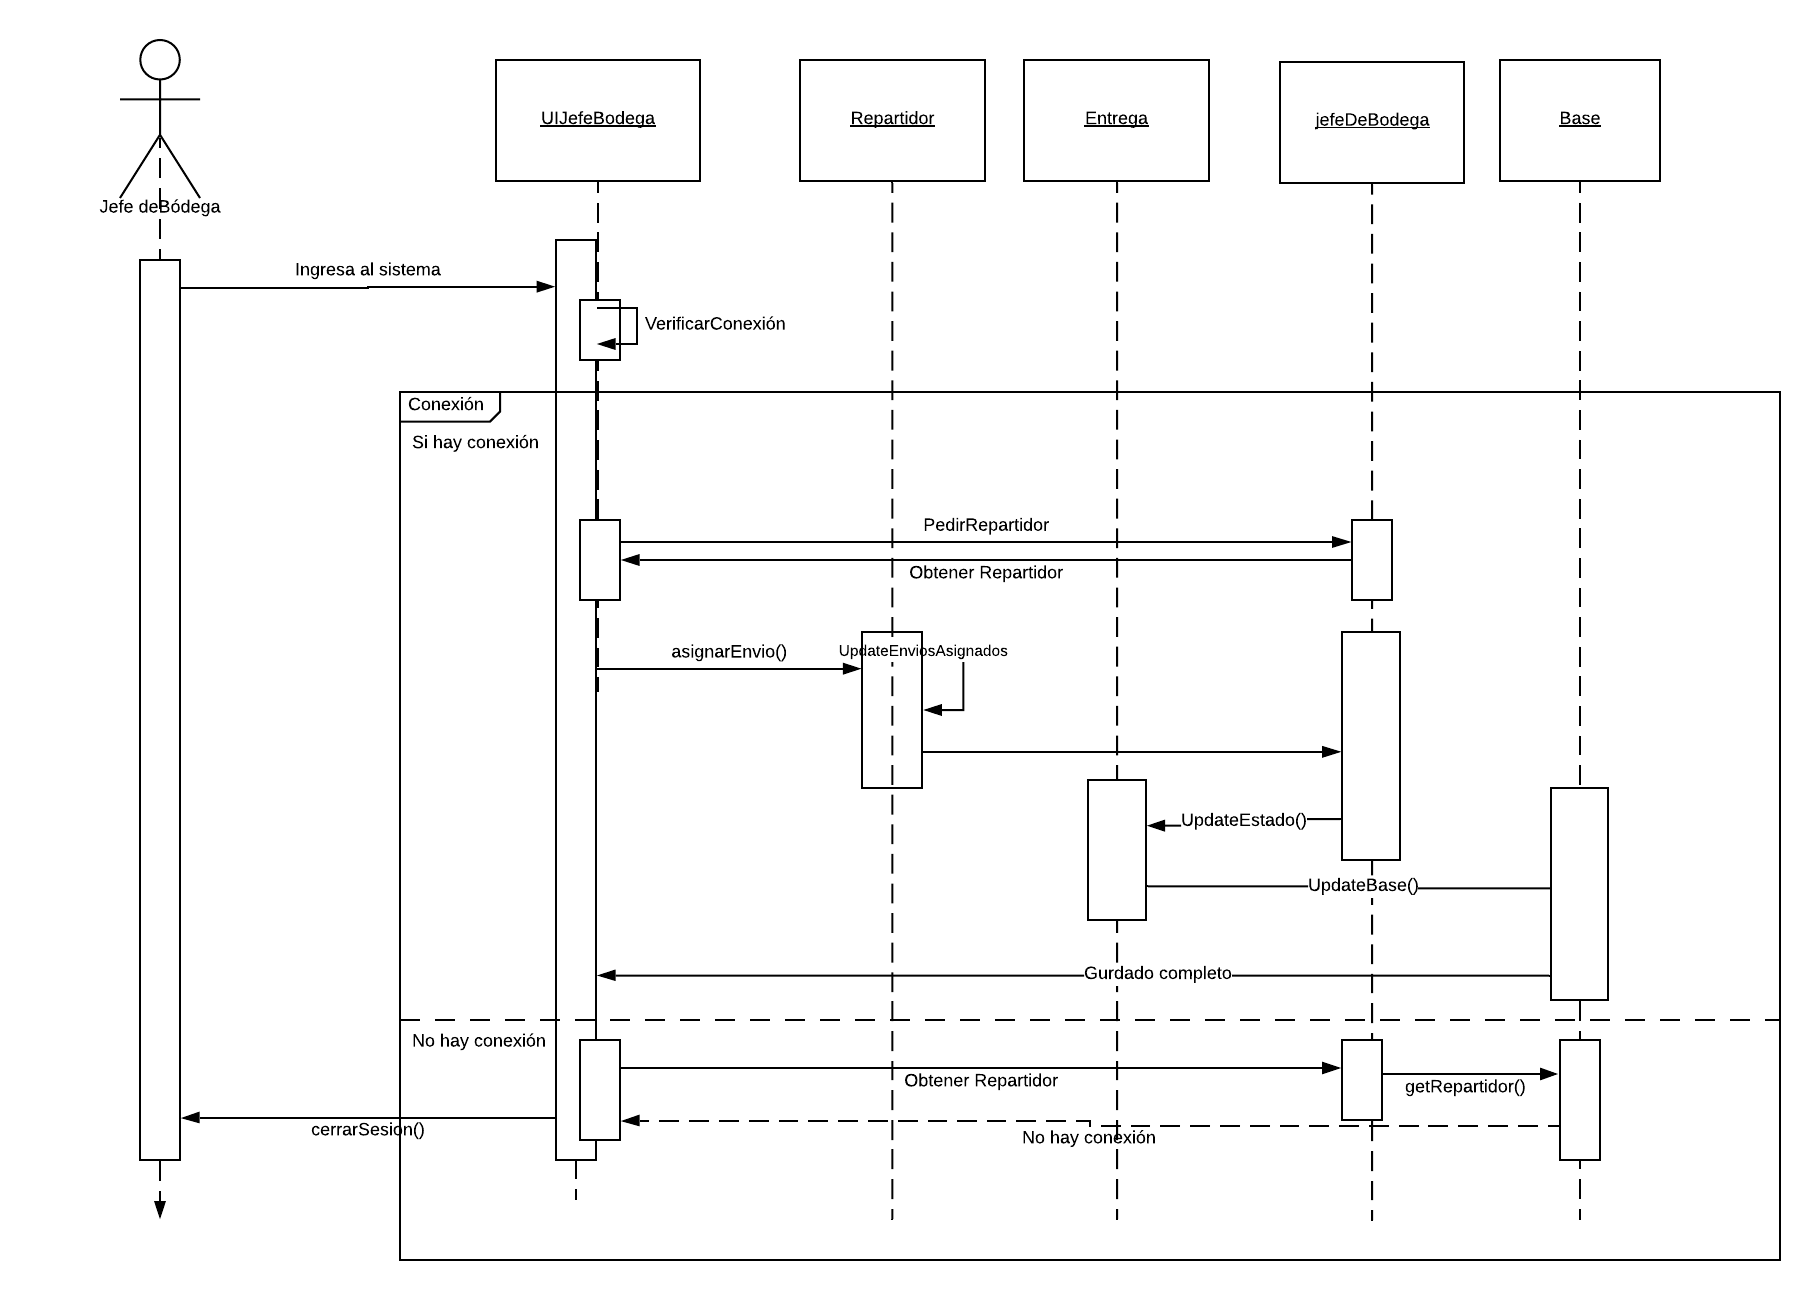 UIJefeBodega
Repartidor
Entrega
jefeDeBodega
Base
Jefe deBódega
Ingresa al sistema
VerificarConexión
Conexión
Si hay conexión
PedirRepartidor
Obtener Repartidor
asignarEnvio()
UpdateEnviosAsignados
UpdateEstado()
UpdateBase()
Gurdado completo
No hay conexión
Obtener Repartidor
getRepartidor()
cerrarSesion()
No hay conexión